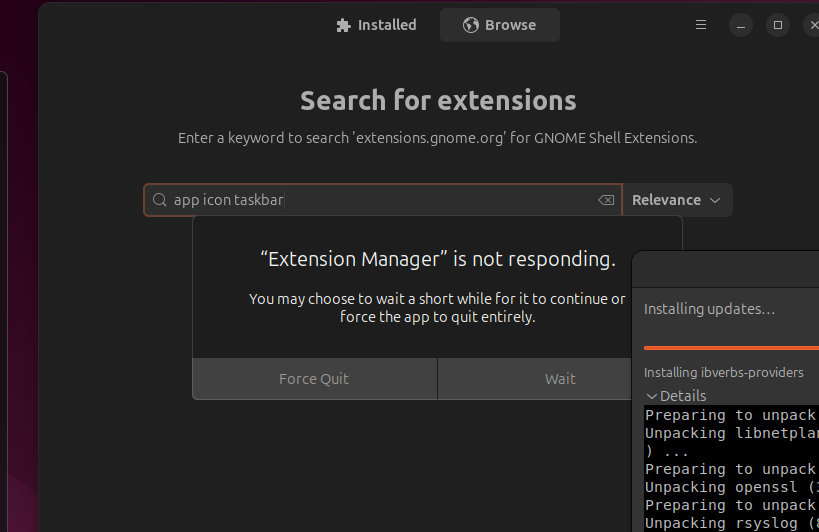 Installed
Browse
Search for extensions
Enter a keyword to search 'extensions.gnome.org' for GNOME Shell Extensions.
app icon taskbar
Relevance
“Extension Manager” is not responding.
You may choose to wait a short while for it to continue or
force the app to quit entirely.
Force Quit
Wait
Installing updates…
Installing ibverbs-providers
Details
Preparing to unpack
Unpacking libnetplan
) ...
Preparing to unpack
Unpacking openssl (3
Preparing to unpack
Unpacking rsyslog (8